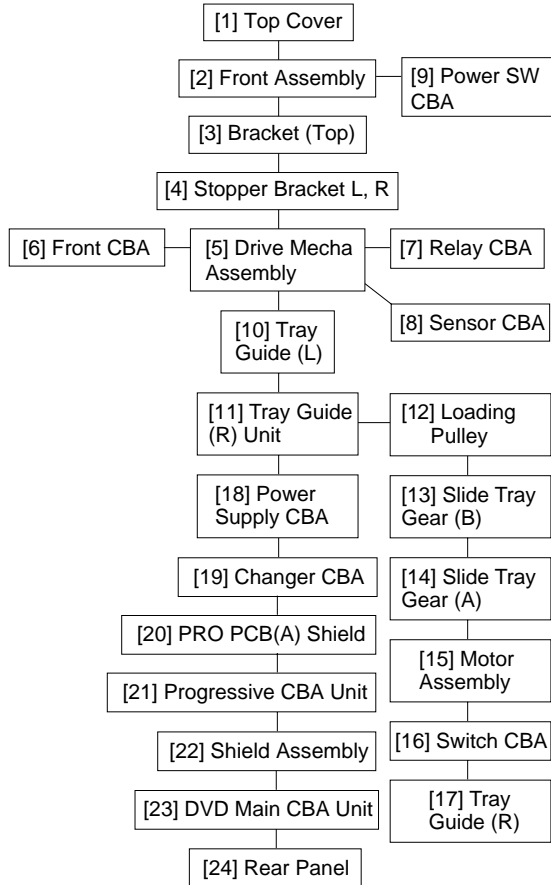 [1] Top Cover
[2] Front Assembly
[9] Power SW
CBA
[3] Bracket (Top)
[4] Stopper Bracket L, R
[6] Front CBA
[5] Drive Mecha
Assembly
[7] Relay CBA
[8] Sensor CBA
[10] Tray
Guide (L)
[11] Tray Guide
(R) Unit
[12] Loading
Pulley
[18] Power
Supply CBA
[13] Slide Tray
Gear (B)
[19] Changer CBA
[14] Slide Tray
Gear (A)
[20] PRO PCB(A) Shield
[15] Motor
Assembly
[21] Progressive CBA Unit
[16] Switch CBA
[22] Shield Assembly
[17] Tray
Guide (R)
[23] DVD Main CBA Unit
[24] Rear Panel